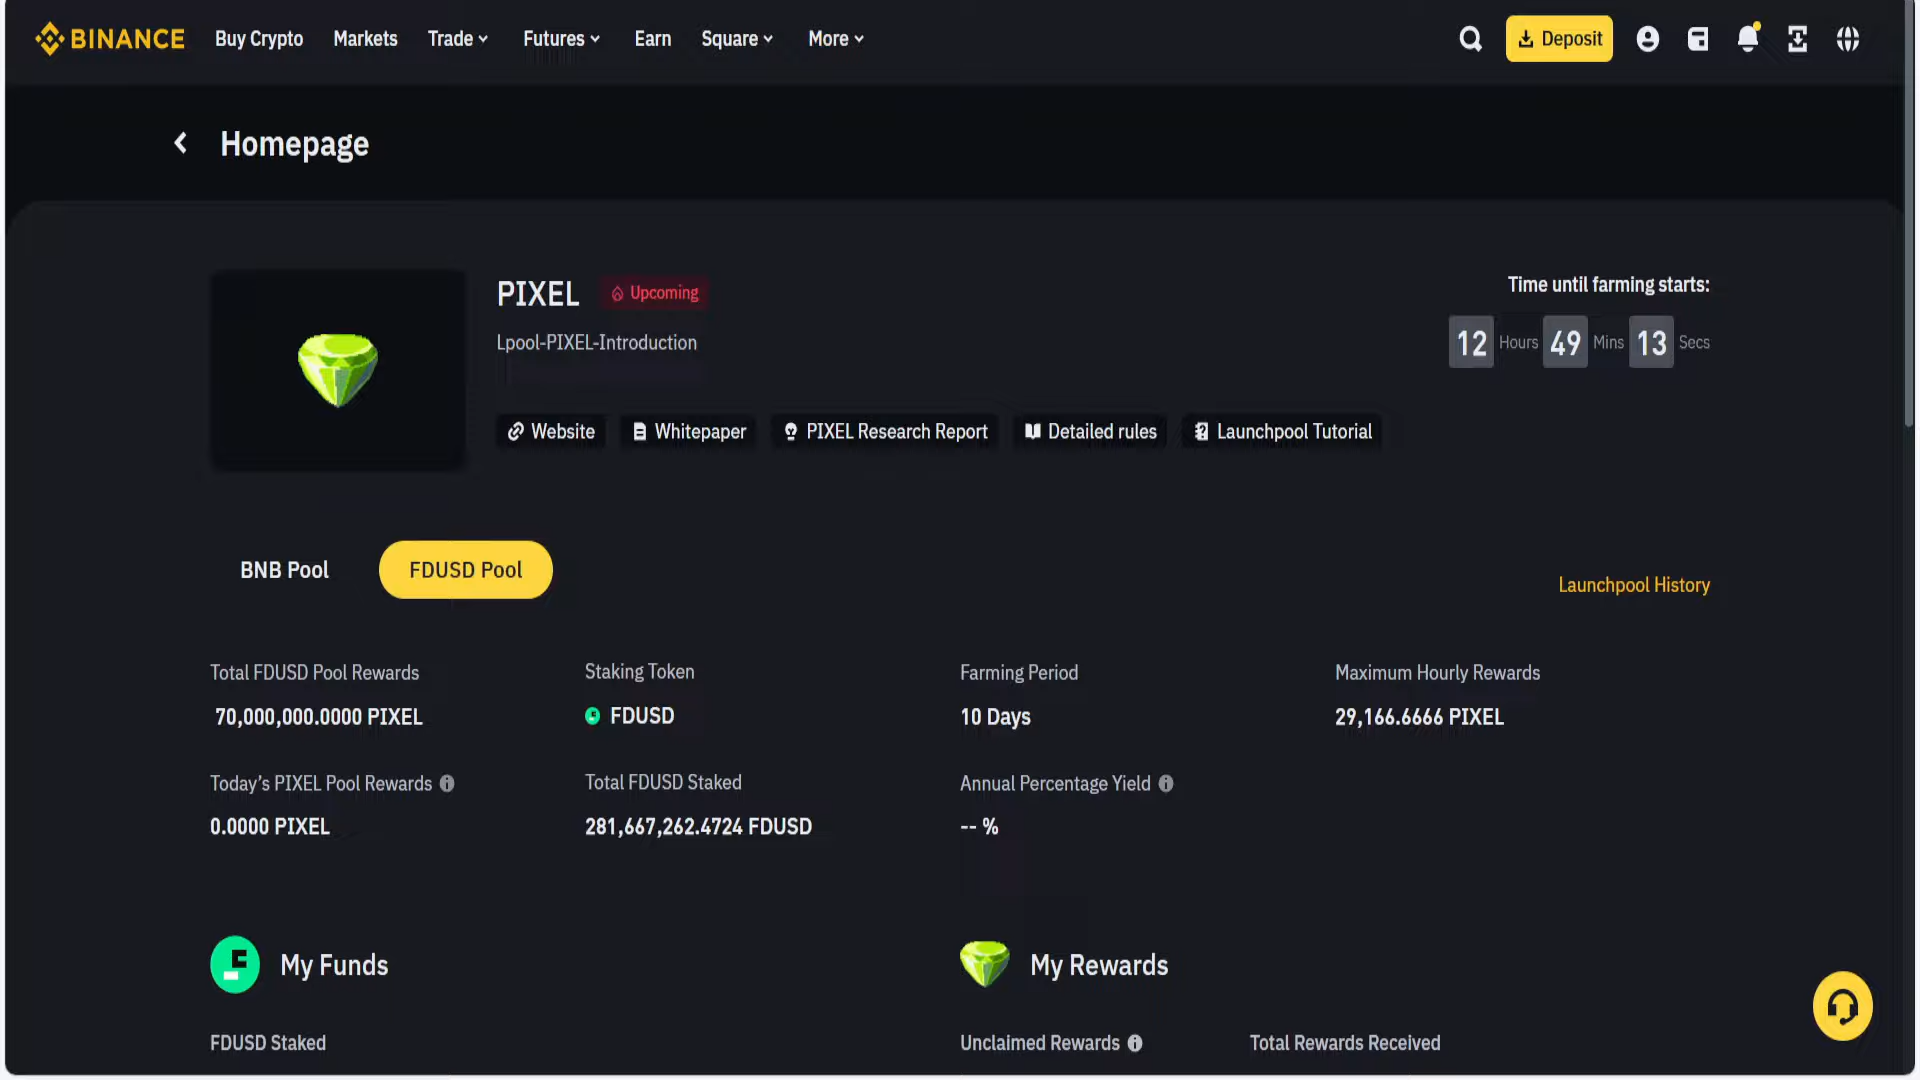 BINANCE Buy Crypto Markets Trade Futures Earn Square More Deposit
Homepage
PIXEL Upcoming
Lpool-PIXEL-Introduction
Time until farming starts:
12 Hours 49 Mins 13 Secs
Website Whitepaper PIXEL Research Report Detailed rules Launchpool Tutorial
BNB Pool FDUSD Pool
Launchpool History
Total FDUSD Pool Rewards Staking Token Farming Period Maximum Hourly Rewards
70,000,000.0000 PIXEL FDUSD 10 Days 29,166.6666 PIXEL
Today's PIXEL Pool Rewards Total FDUSD Staked Annual Percentage Yield
0.0000 PIXEL 281,667,262.4724 FDUSD -- %
My Funds My Rewards
FDUSD Staked Unclaimed Rewards Total Rewards Received